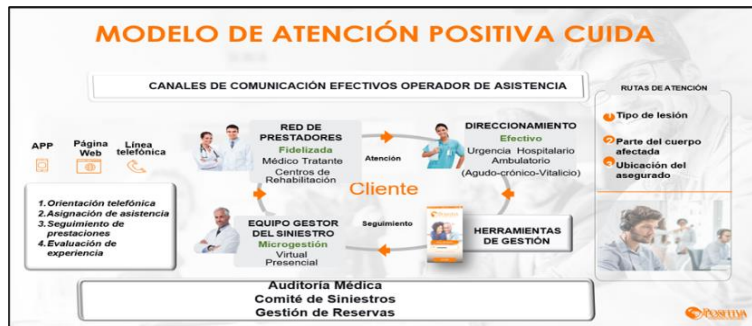 MODELO DE ATENCIÓN POSITIVA CUIDA
CANALES DE COMUNICACIÓN EFECTIVOS OPERADOR DE ASISTENCIA
APP
Página
Web
Línea
telefónica
1. Orientación telefónica
2. Asignación de asistencia
3. Seguimiento de
prestaciones
4. Evaluación de
experiencia
RED DE
PRESTADORES
Fidelizada
Médico Tratante
Centros de
Rehabilitación
Atención
DIRECCIONAMIENTO
Efectivo
Urgencia Hospitalario
Ambulatorio
(Agudo-crónico-Vitalicio)
Cliente
EQUIPO GESTOR
DEL SINIESTRO
Microgestión
Virtual
Presencial
Seguimiento
HERRAMIENTAS
DE GESTIÓN
RUTAS DE ATENCIÓN
1 Tipo de lesión
2 Parte del cuerpo
afectada
3 Ubicación del
asegurado
Auditoría Médica
Comité de Siniestros
Gestión de Reservas
POSITIVA